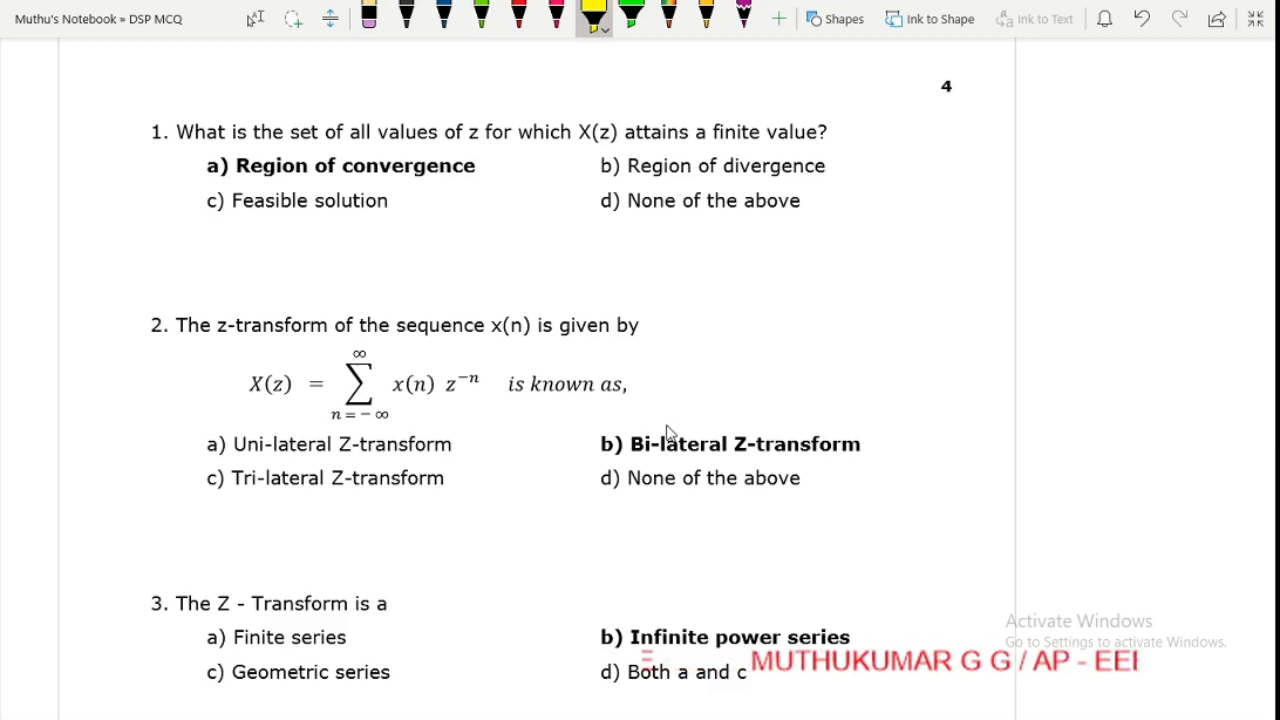 Muthu's Notebook » DSP MCQ
Shapes
Ink to Shape
Ink to Text
4
1. What is the set of all values of z for which X(z) attains a finite value?
a) Region of convergence b) Region of divergence
c) Feasible solution d) None of the above
2. The z-transform of the sequence x(n) is given by
∞
X(z) = ∑ x(n) z⁻ⁿ is known as,
n = − ∞
a) Uni-lateral Z-transform b) Bi-lateral Z-transform
c) Tri-lateral Z-transform d) None of the above
3. The Z - Transform is a
a) Finite series b) Infinite power series
c) Geometric series d) Both a and c
Activate Windows
Go to Settings to activate Windows.
MUTHUKUMAR G G / AP -